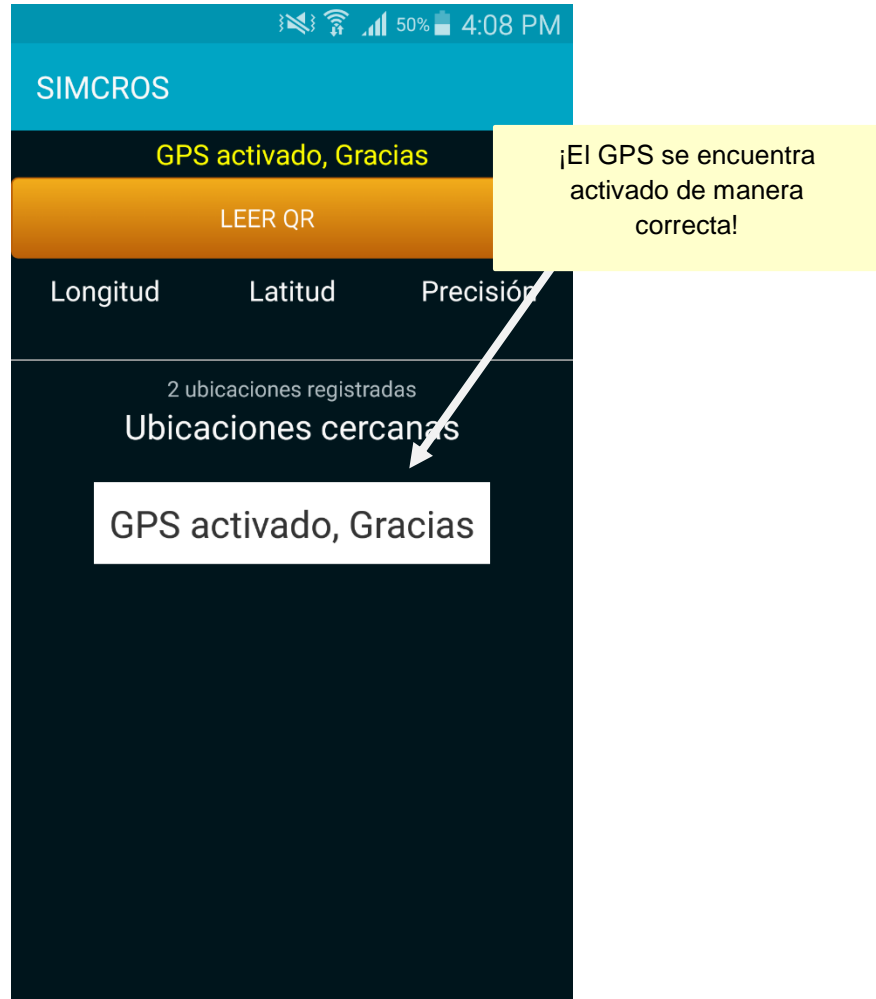 50% 4:08 PM
SIMCROS
GPS activado, Gracias
¡El GPS se encuentra
activado de manera
correcta!
LEER QR
Longitud Latitud Precisión
2 ubicaciones registradas
Ubicaciones cercanas
GPS activado, Gracias